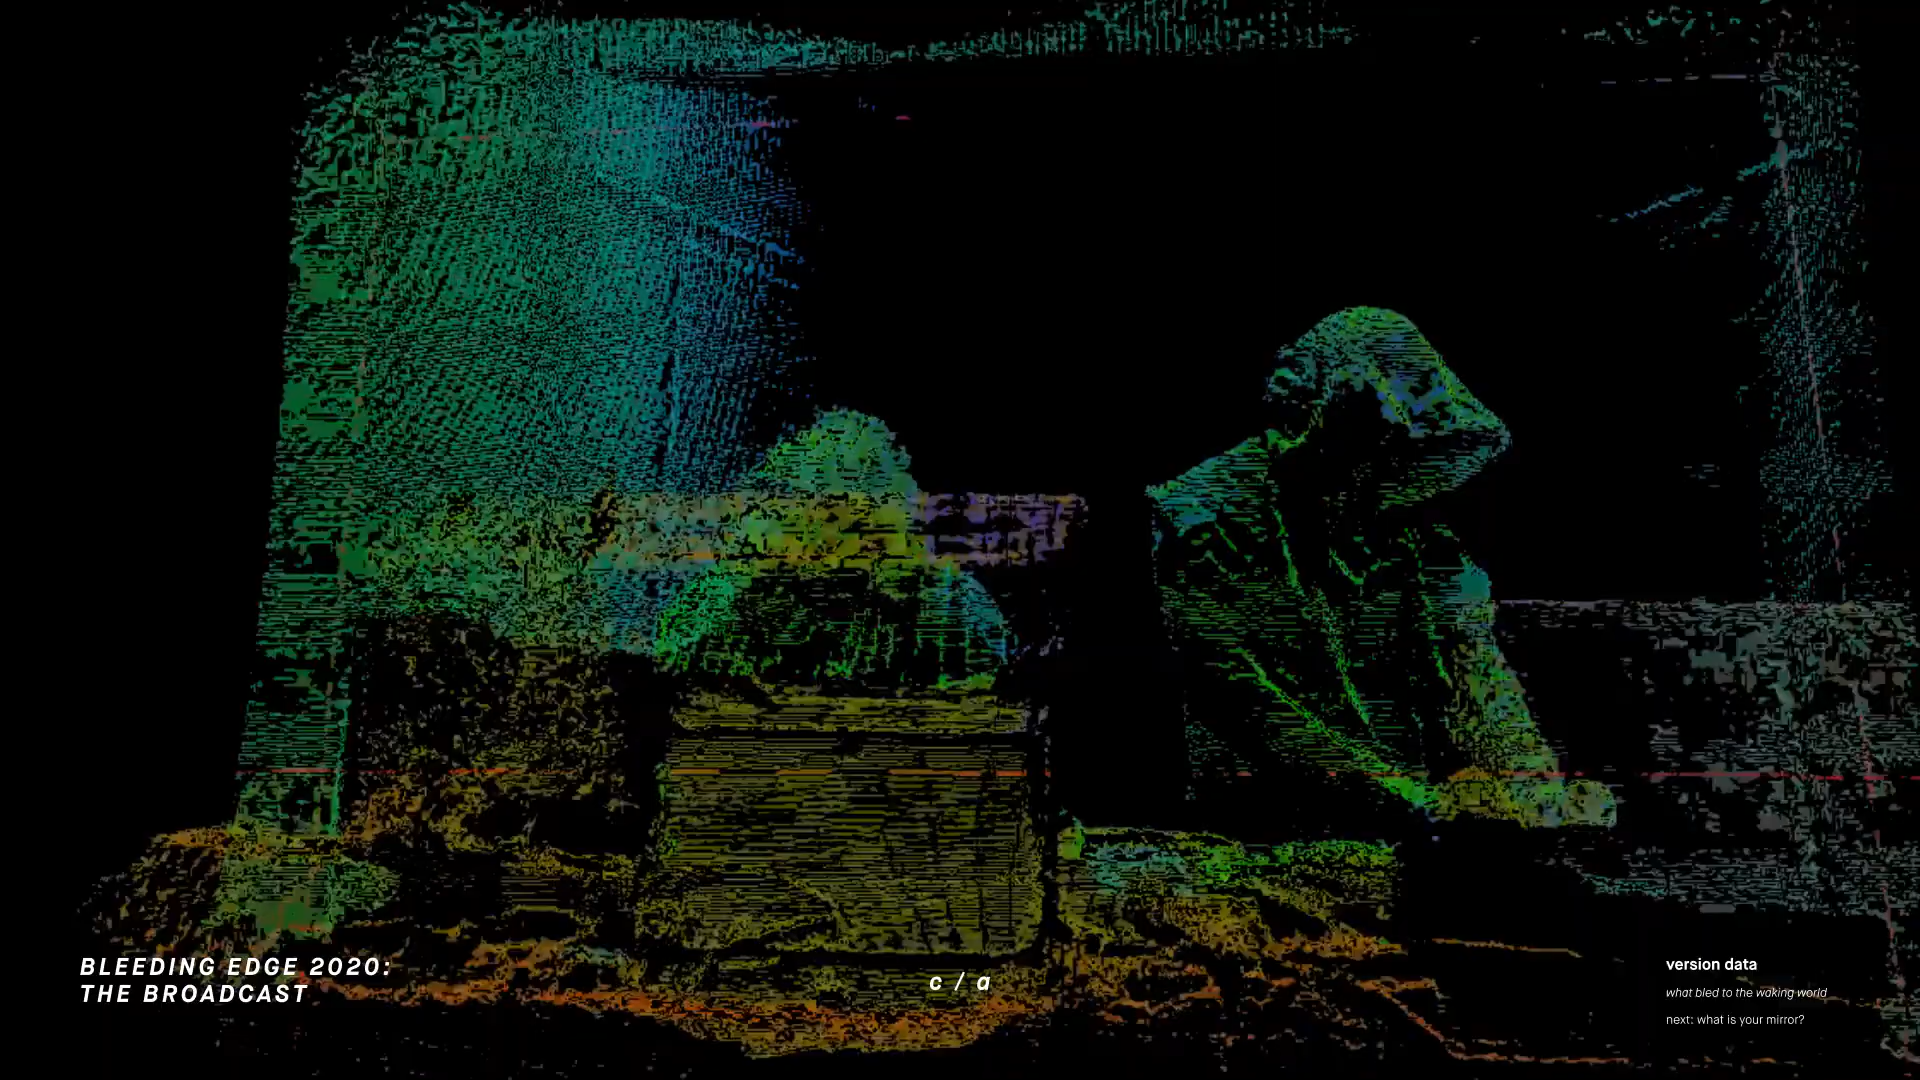 BLEEDING EDGE 2020:
THE BROADCAST
c / a
version data
what bled to the waking world
next: what is your mirror?